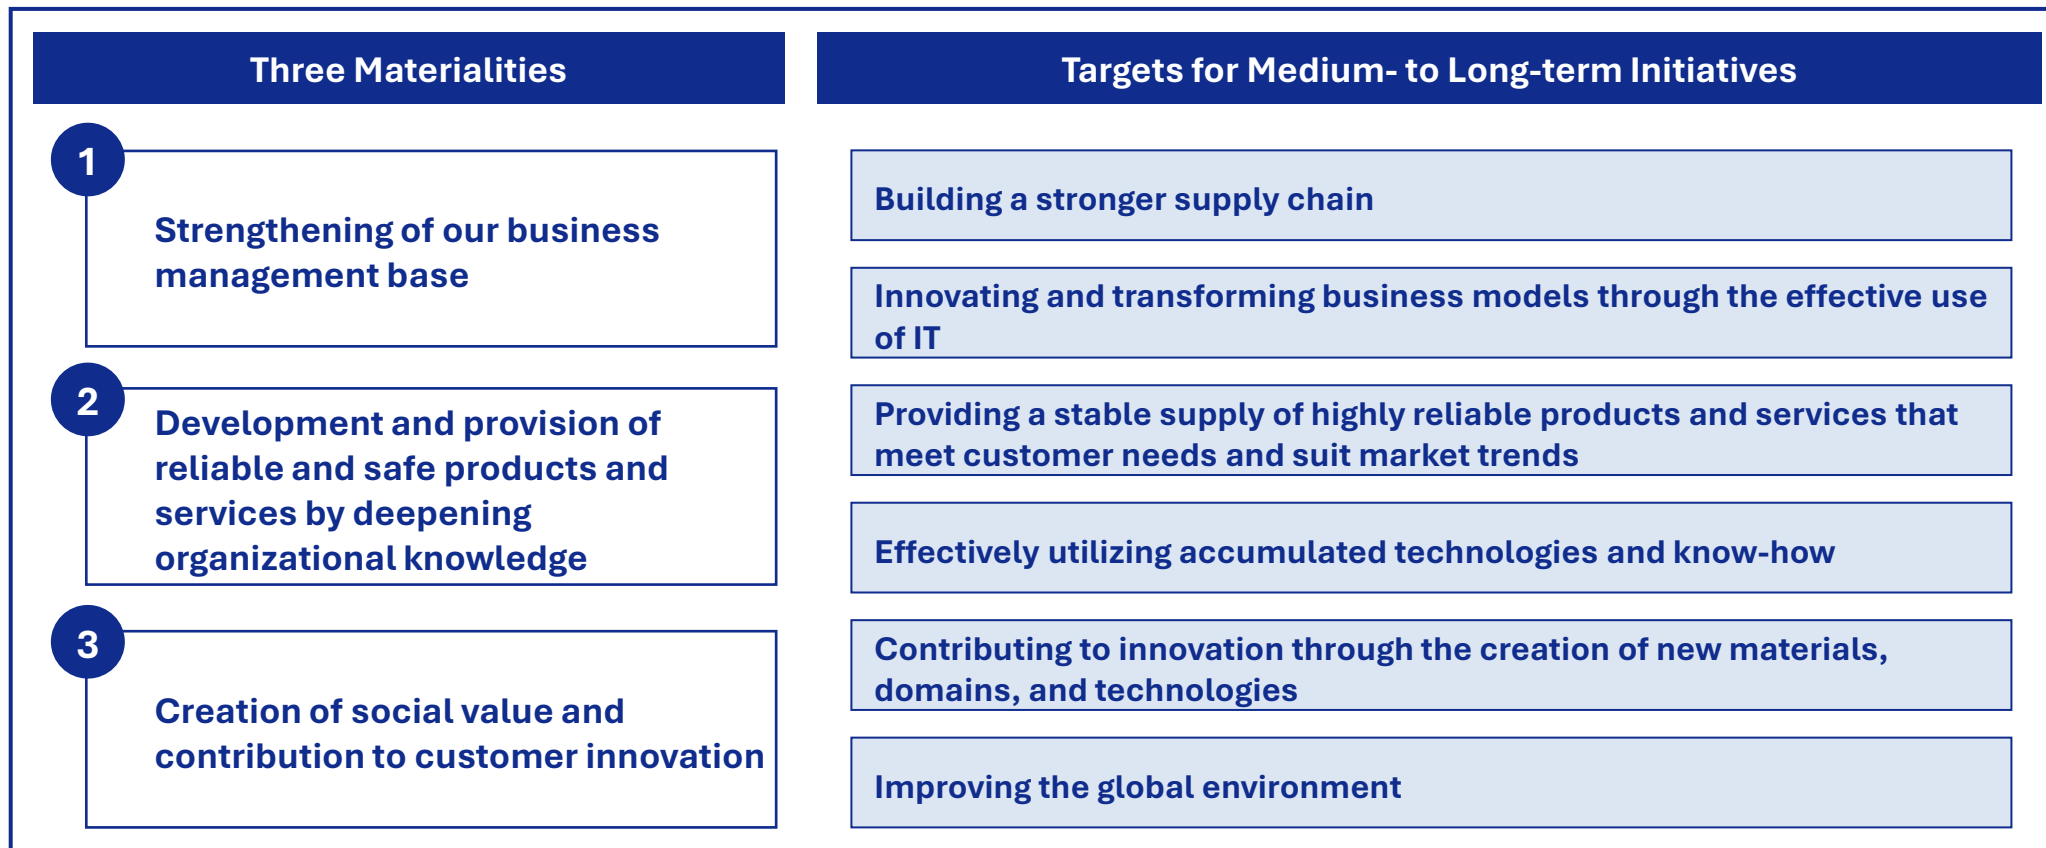 Three Materialities
Targets for Medium- to Long-term Initiatives
1
Strengthening of our business
management base
Building a stronger supply chain
Innovating and transforming business models through the effective use
of IT
2
Development and provision of
reliable and safe products and
services by deepening
organizational knowledge
Providing a stable supply of highly reliable products and services that
meet customer needs and suit market trends
Effectively utilizing accumulated technologies and know-how
3
Creation of social value and
contribution to customer innovation
Contributing to innovation through the creation of new materials,
domains, and technologies
Improving the global environment